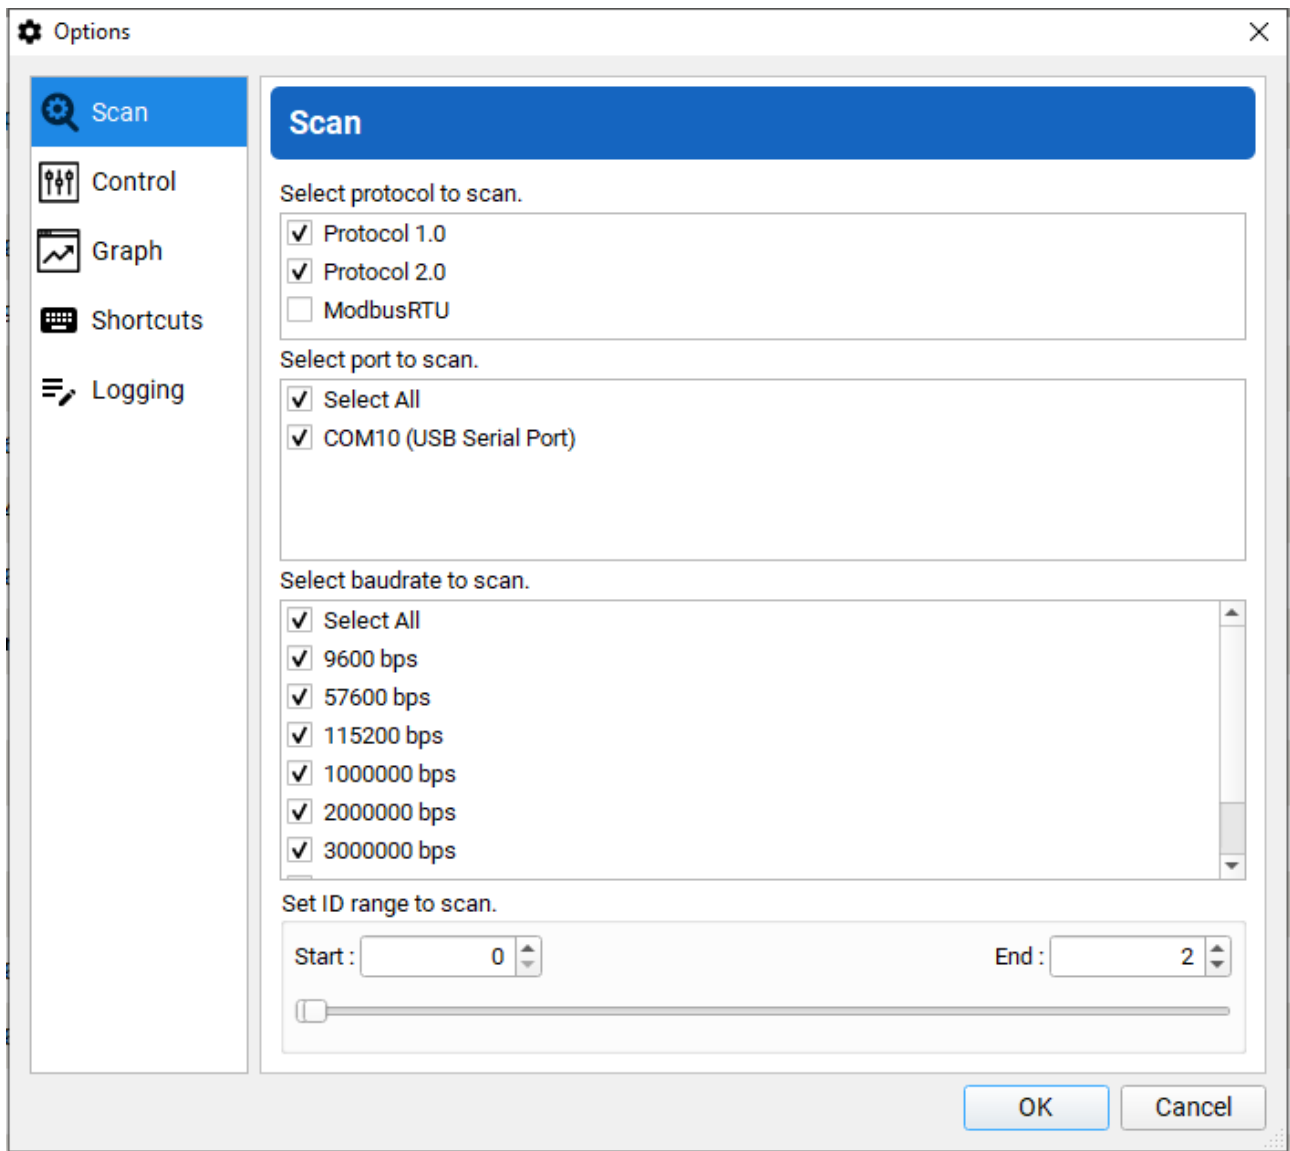 Options
Scan
Control
Graph
Shortcuts
Logging
Scan
Select protocol to scan.
Protocol 1.0
Protocol 2.0
ModbusRTU
Select port to scan.
Select All
COM10 (USB Serial Port)
Select baudrate to scan.
Select All
9600 bps
57600 bps
115200 bps
1000000 bps
2000000 bps
3000000 bps
Set ID range to scan.
Start : 0 End : 2
OK Cancel